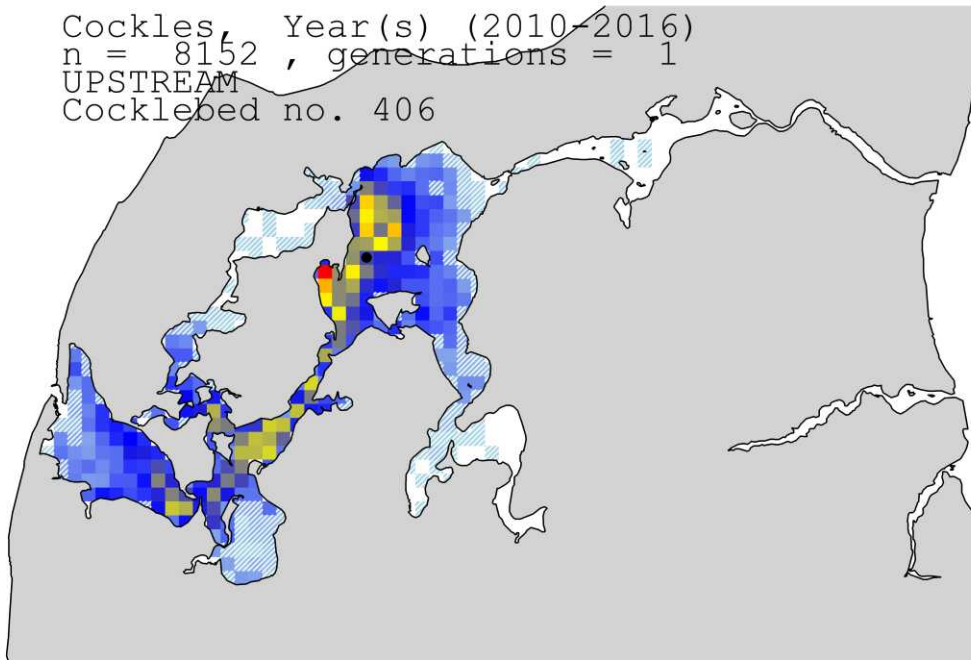 Cockles, Year(s) (2010-2016)
n = 8152 , generations = 1
UPSTREAM
Cocklebed no. 406